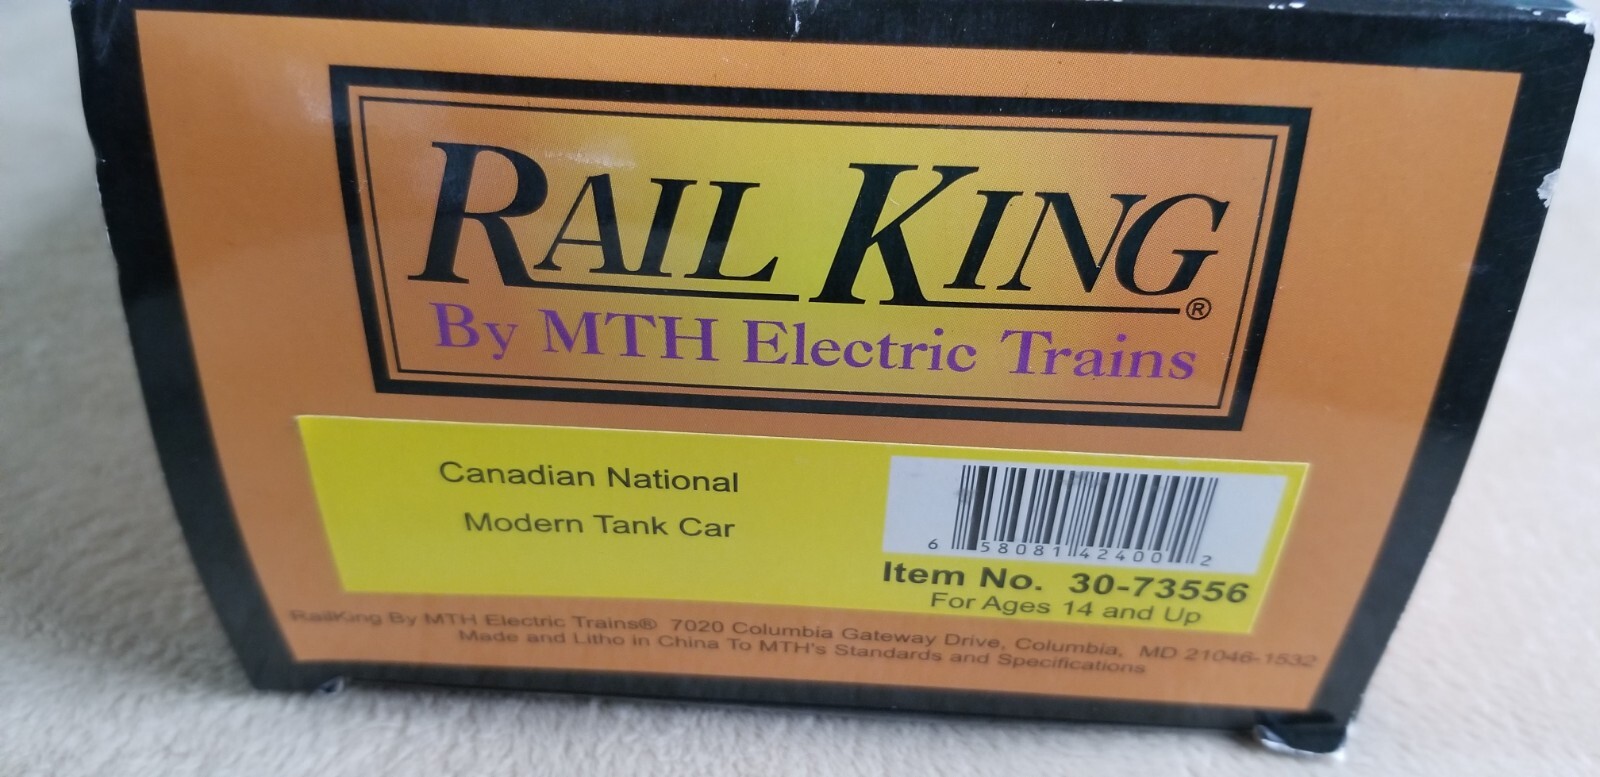 RAIL KING®
By MTH Electric Trains
Canadian National
Modern Tank Car
6 58081 42400 2
Item No. 30-73556
For Ages 14 and Up
RailKing By MTH Electric Trains® 7020 Columbia Gateway Drive, Columbia, MD 21046-1532
Made and Litho in China To MTH's Standards and Specifications